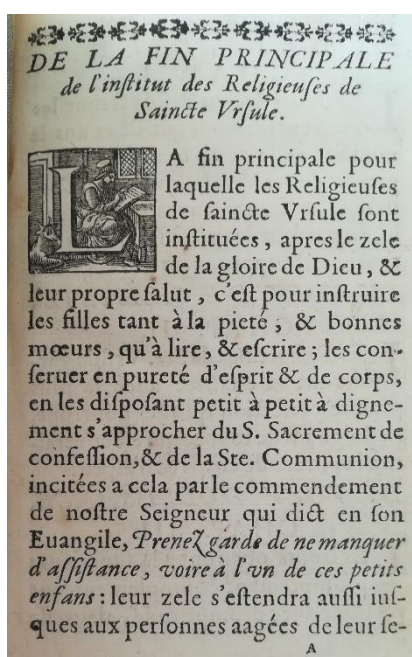 DE LA FIN PRINCIPALE
de l'inſtitut des Religieuſes de
Saincte Vrſule.
LA fin principale pour
laquelle les Religieuſes
de ſaincte Vrſule ſont
inſtituées, apres le zele
de la gloire de Dieu, &
leur propre ſalut, c'eſt pour inſtruire
les filles tant à la pieté, & bonnes
mœurs, qu'à lire, & eſcrire; les con-
ſeruer en pureté d'eſprit & de corps,
en les diſpoſant petit à petit à digne-
ment s'approcher du S. Sacrement de
confeſſion, & de la Ste. Communion,
incitées a cela par le commendement
de noſtre Seigneur qui dict en ſon
Euangile, Prenez garde de ne manquer
d'aſſiſtance, voire à l'vn de ces petits
enfans: leur zele s'eſtendra auſſi iuſ-
ques aux perſonnes aagées de leur ſe-
A